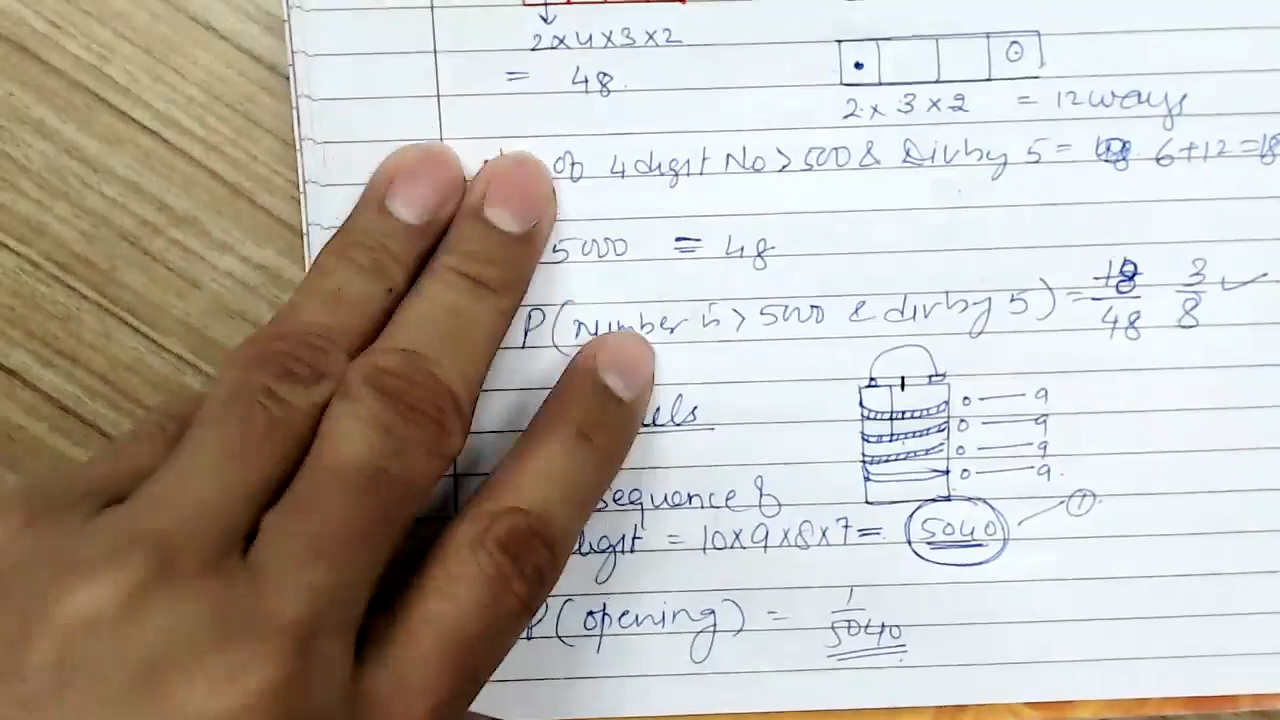 2×4×3×2
= 48
2× 3 × 2 = 12 ways
of 4 digit No > 500 & Div by 5 = 6+12=18
5000 = 48
P(number is > 5000 & div by 5) = 18/48 3/8 ✓
els
0 — 9
0 — 9
0 — 9
0 — 9
sequence of
digit = 10×9×8×7 = 5040 1
P(opening) = 1/5040